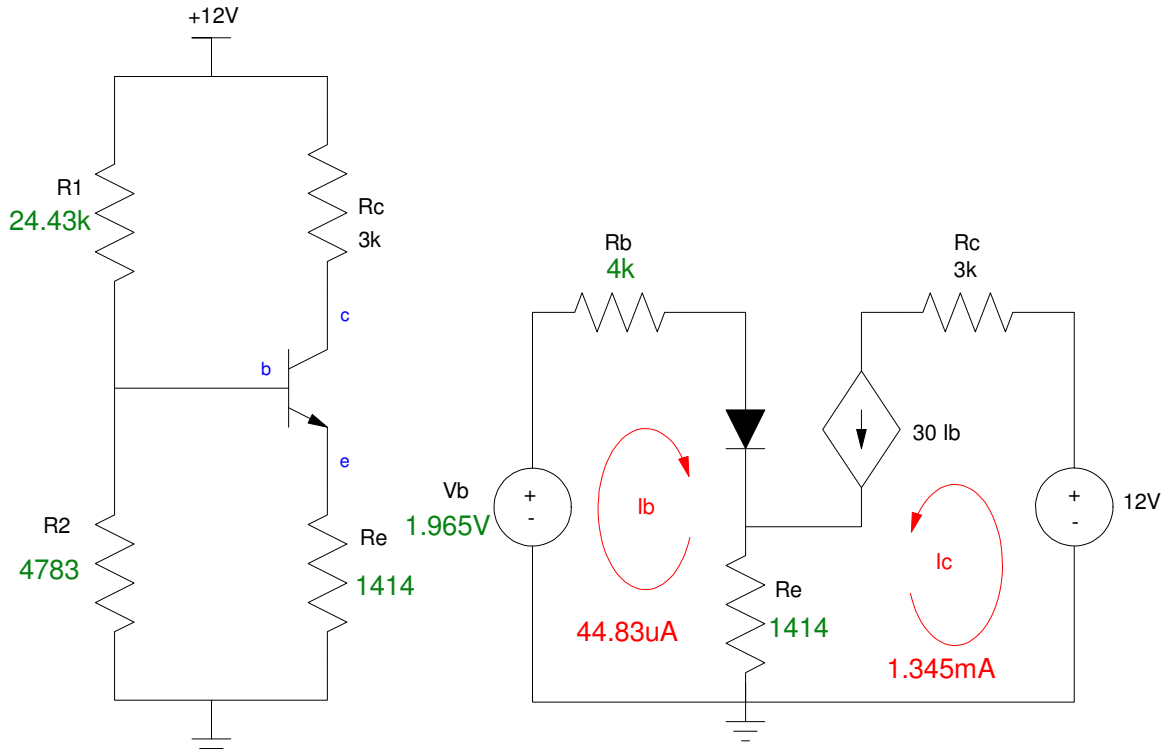 +12V
R1
24.43k
Rc
3k
c
b
e
R2
4783
Re
1414
Rb
4k
Rc
3k
30 Ib
Vb
1.965V
+
-
Ib
44.83uA
Re
1414
Ic
1.345mA
+
-
12V